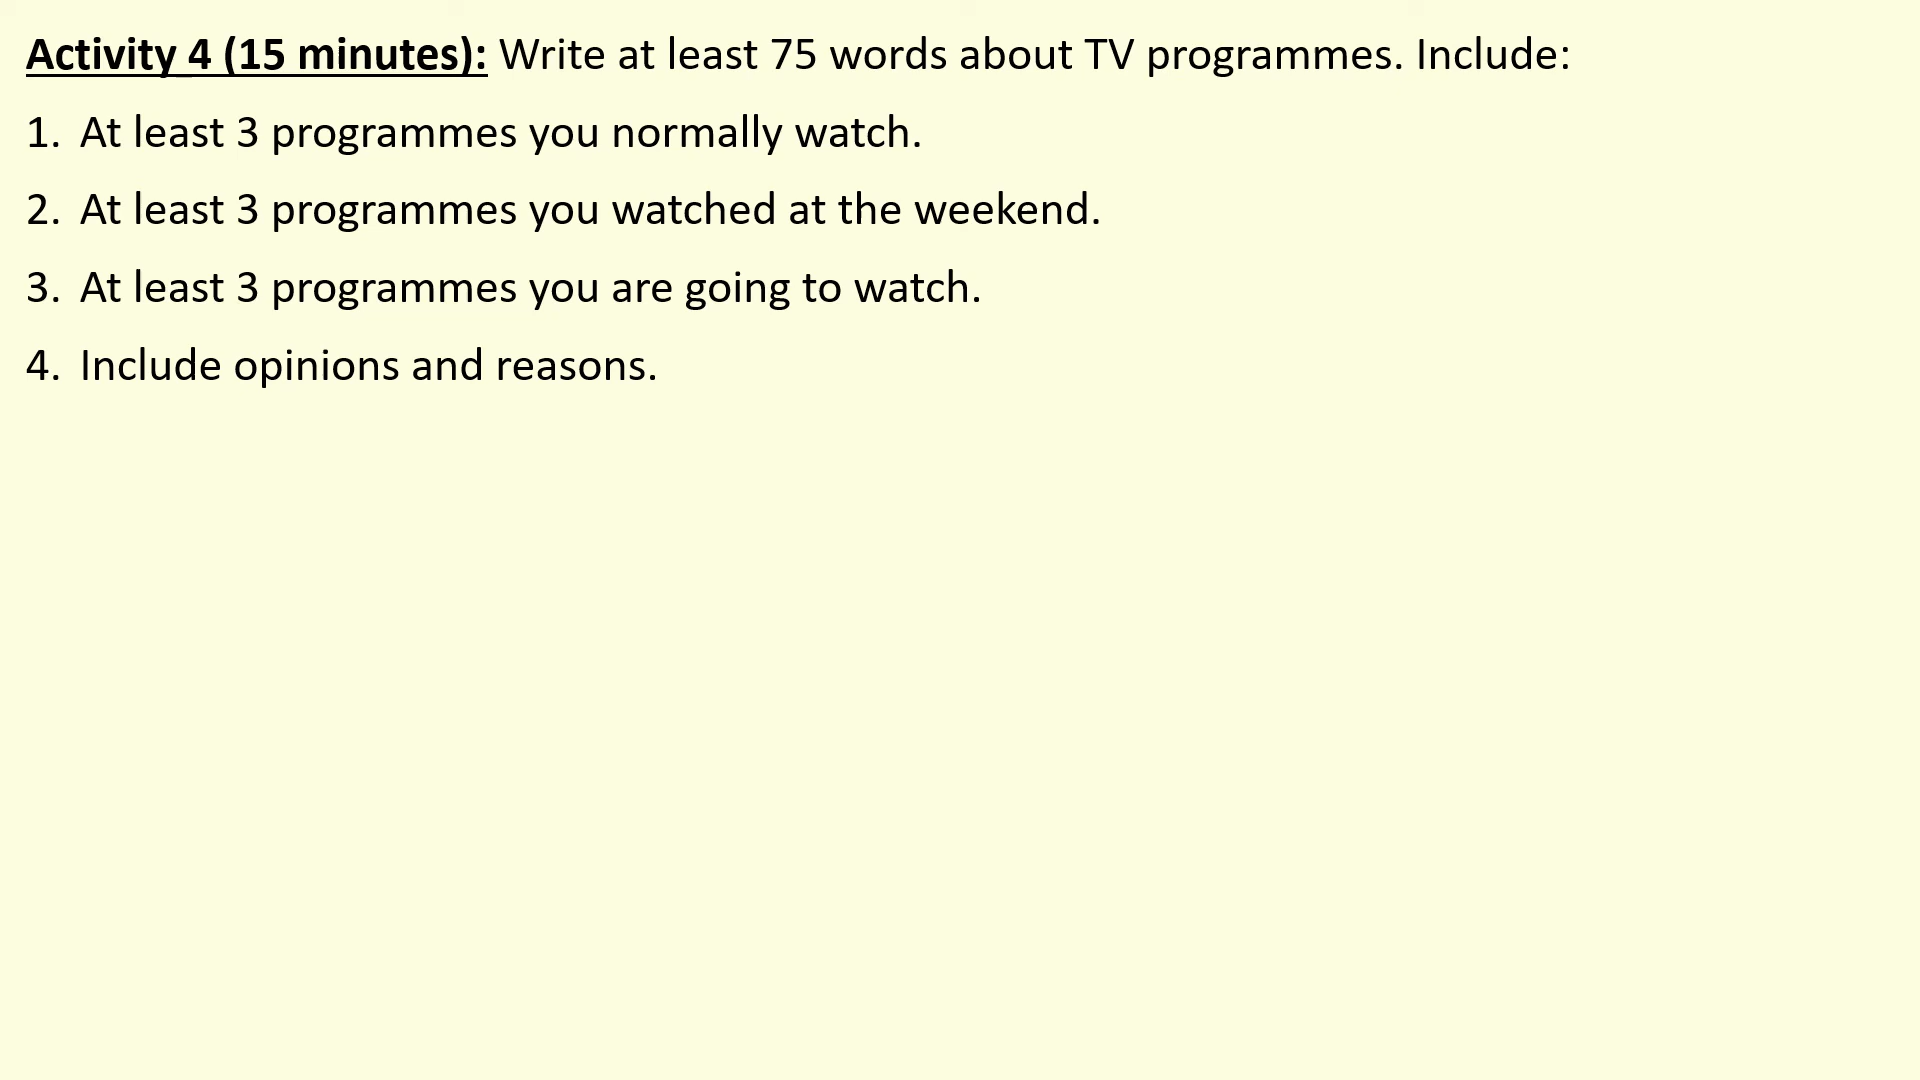 Activity 4 (15 minutes): Write at least 75 words about TV programmes. Include:
1. At least 3 programmes you normally watch.
2. At least 3 programmes you watched at the weekend.
3. At least 3 programmes you are going to watch.
4. Include opinions and reasons.